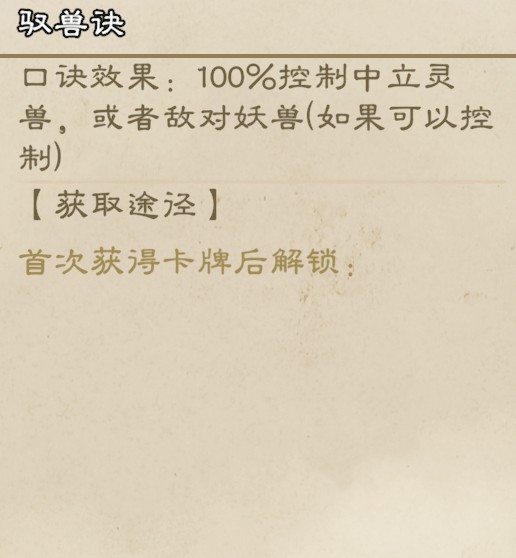 驭兽诀
口诀效果：100%控制中立灵
兽，或者敌对妖兽(如果可以控
制)
【获取途径】
首次获得卡牌后解锁：